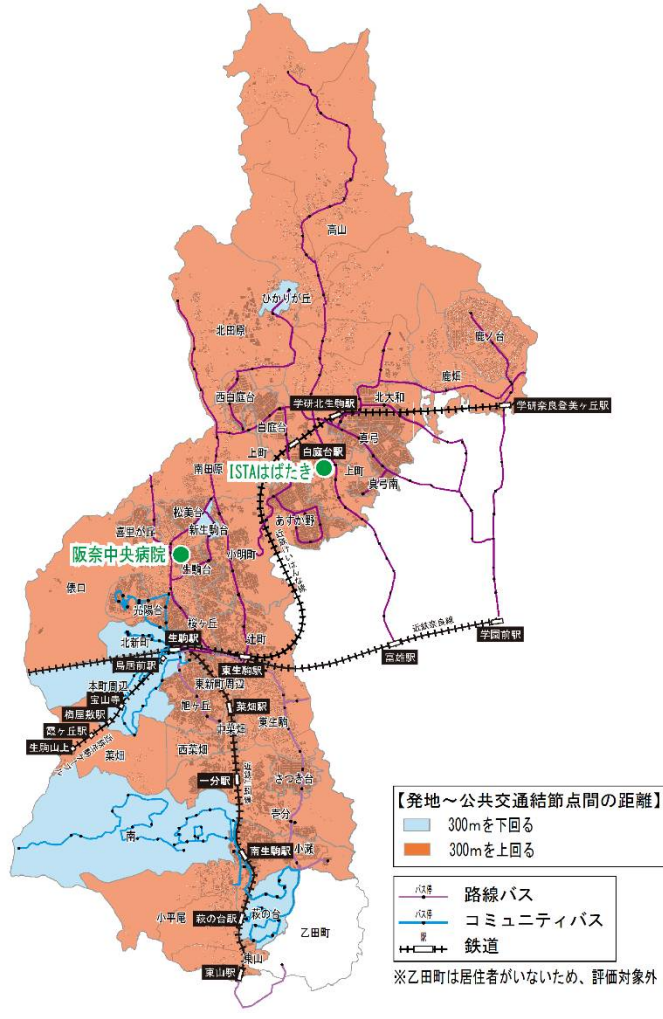 高山
ひかりが丘
北田原
鹿ノ台
鹿畑
西白庭台
北大和
学研北生駒駅
学研奈良登美ヶ丘駅
白庭台
真弓
上町
白庭台駅
ISTAはばたき
上町
真弓南
南田原
松美台
あすか野
喜里が丘
新生駒台
小明町
阪奈中央病院
生駒台
俵口
光陽台
桜ヶ丘
北新町
生駒駅
辻町
近鉄奈良線
学園前駅
富雄駅
鳥居前駅
東生駒駅
本町周辺
東新町周辺
宝山寺
旭ヶ丘
菜畑駅
梅屋敷駅
中菜畑
東生駒
霞ヶ丘駅
西菜畑
生駒山上
菜畑
一分駅
さつき台
壱分
南
南生駒駅
小瀬
小平尾
萩の台駅
萩の台
乙田町
東山
東山駅
【発地～公共交通結節点間の距離】
300mを下回る
300mを上回る
バス停
路線バス
バス停
コミュニティバス
駅
鉄道
※乙田町は居住者がいないため、評価対象外